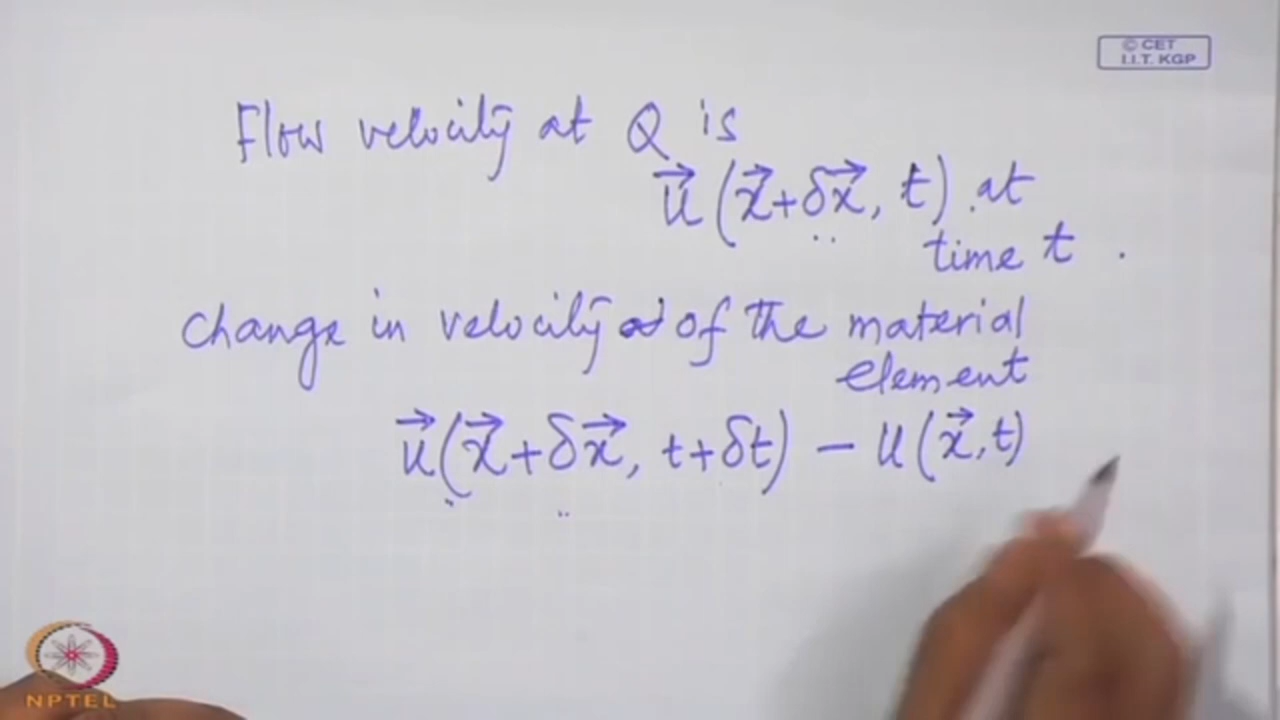 © CET
I.I.T. KGP
Flow velocity at Q is
u⃗ (x⃗+δx⃗, t) at
time t .
Change in velocity of the material
element
u⃗(x⃗+δx⃗, t+δt) − u(x⃗,t)
NPTEL